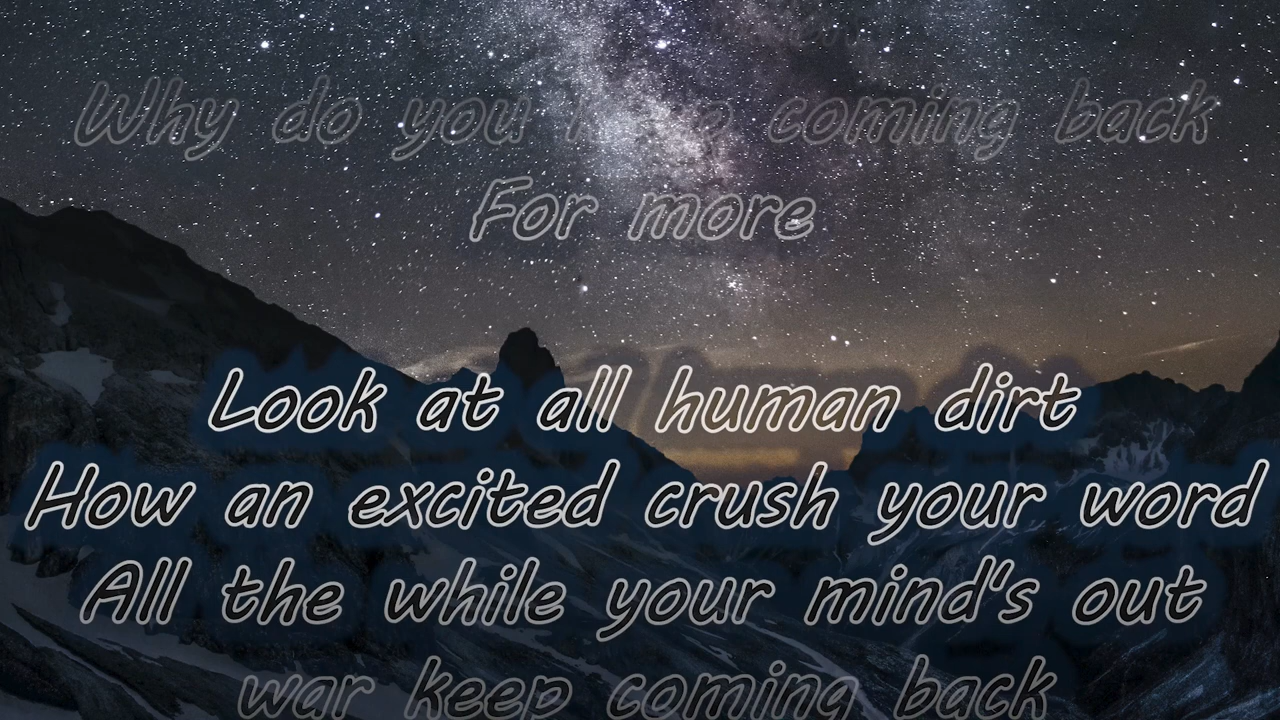 Why do you keep coming back
For more
Look at all human dirt
How an excited crush your word
All the while your mind's out
war keep coming back